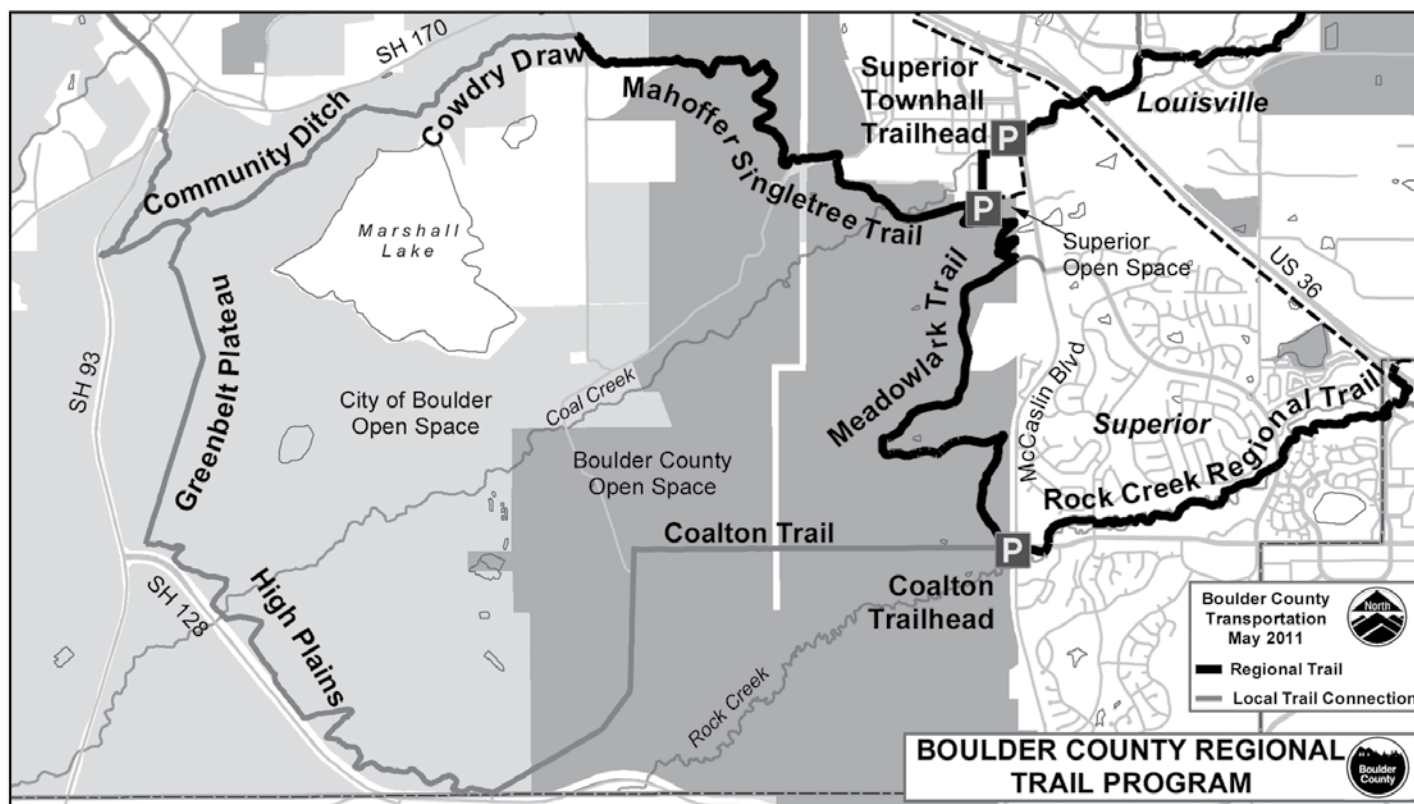 SH 170
Cowdry Draw
Community Ditch
Mahoffer Singletree Trail
Superior
Townhall
Trailhead
P
Louisville
P
Superior
Open Space
US 36
Marshall
Lake
Greenbelt Plateau
SH 93
City of Boulder
Open Space
Coal Creek
Boulder County
Open Space
Meadowlark Trail
McCaslin Blvd
Superior
Rock Creek Regional Trail
Coalton Trail
P
Coalton
Trailhead
SH 128
High Plains
Rock Creek
Boulder County
Transportation
May 2011
North
Regional Trail
Local Trail Connection
BOULDER COUNTY REGIONAL
TRAIL PROGRAM
Boulder
County